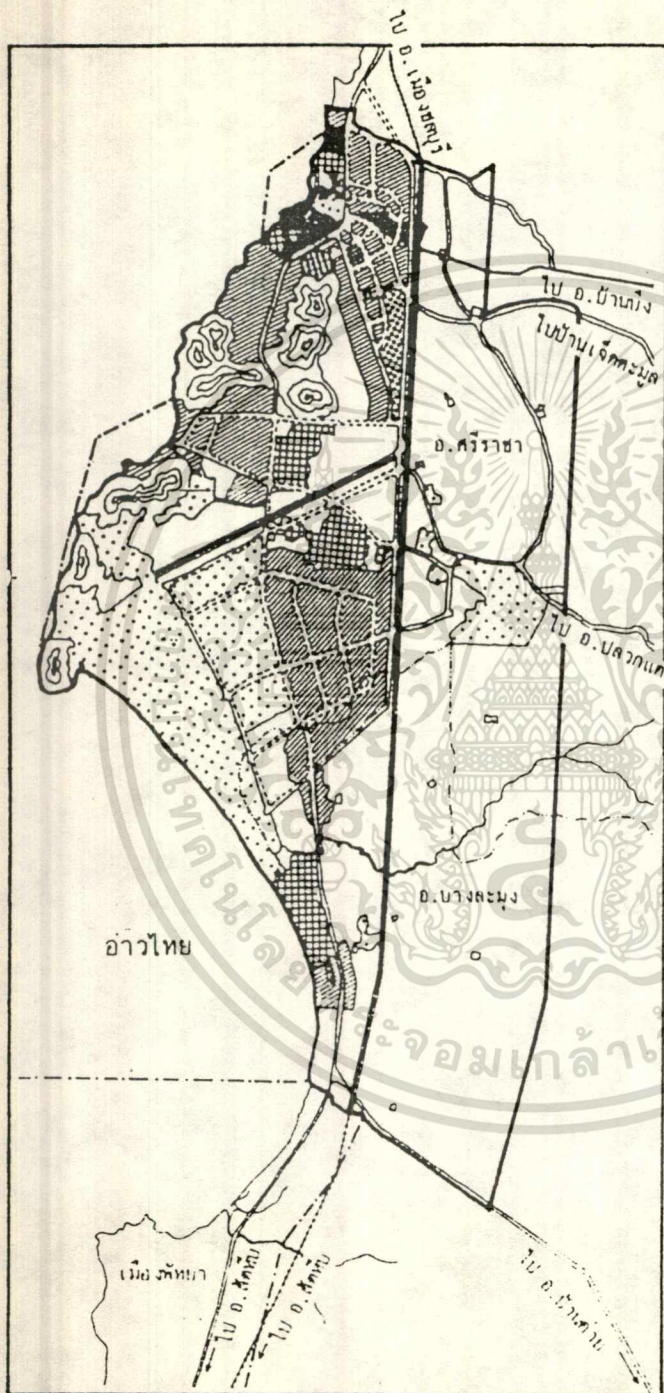 ไป อ.เมืองชลบุรี
ไป อ.บ้านบึง
ไปบ้านเจ็ดตะมูล
อ.ศรีราชา
ไป อ.ปลวกแด
อ.บางละมุง
อ่าวไทย
เมืองพัทยา
ไป อ.สัตหีบ
ไป อ.สัตหีบ
ไป อ.บ้านค่าย